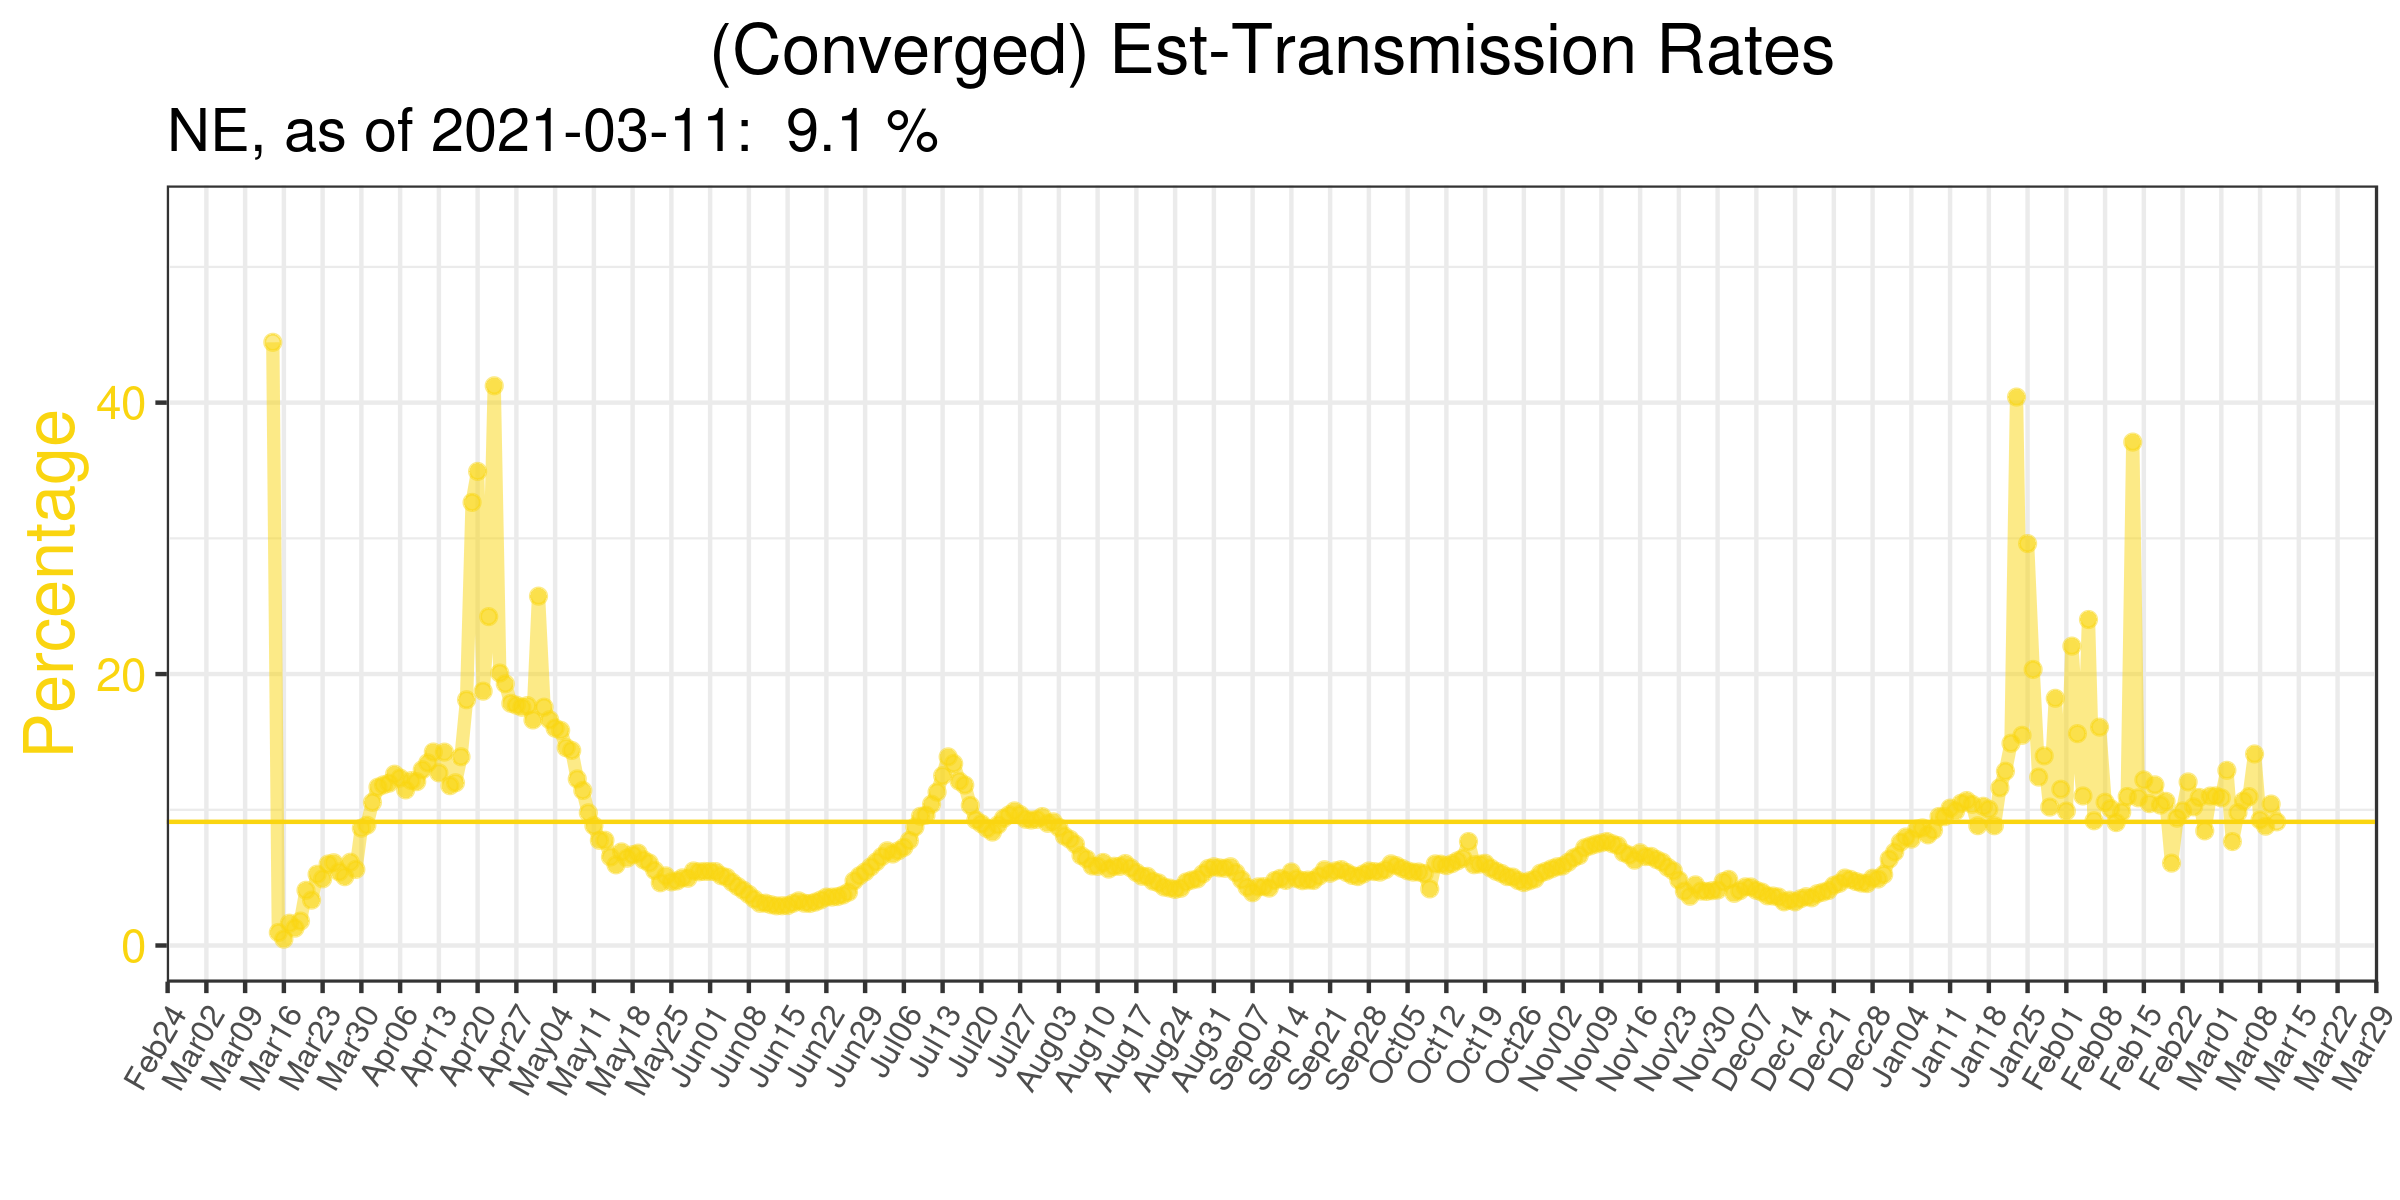 (Converged) Est-Transmission Rates
NE, as of 2021-03-11:  9.1 %
Percentage
40
20
0
Feb24
Mar02
Mar09
Mar16
Mar23
Mar30
Apr06
Apr13
Apr20
Apr27
May04
May11
May18
May25
Jun01
Jun08
Jun15
Jun22
Jun29
Jul06
Jul13
Jul20
Jul27
Aug03
Aug10
Aug17
Aug24
Aug31
Sep07
Sep14
Sep21
Sep28
Oct05
Oct12
Oct19
Oct26
Nov02
Nov09
Nov16
Nov23
Nov30
Dec07
Dec14
Dec21
Dec28
Jan04
Jan11
Jan18
Jan25
Feb01
Feb08
Feb15
Feb22
Mar01
Mar08
Mar15
Mar22
Mar29